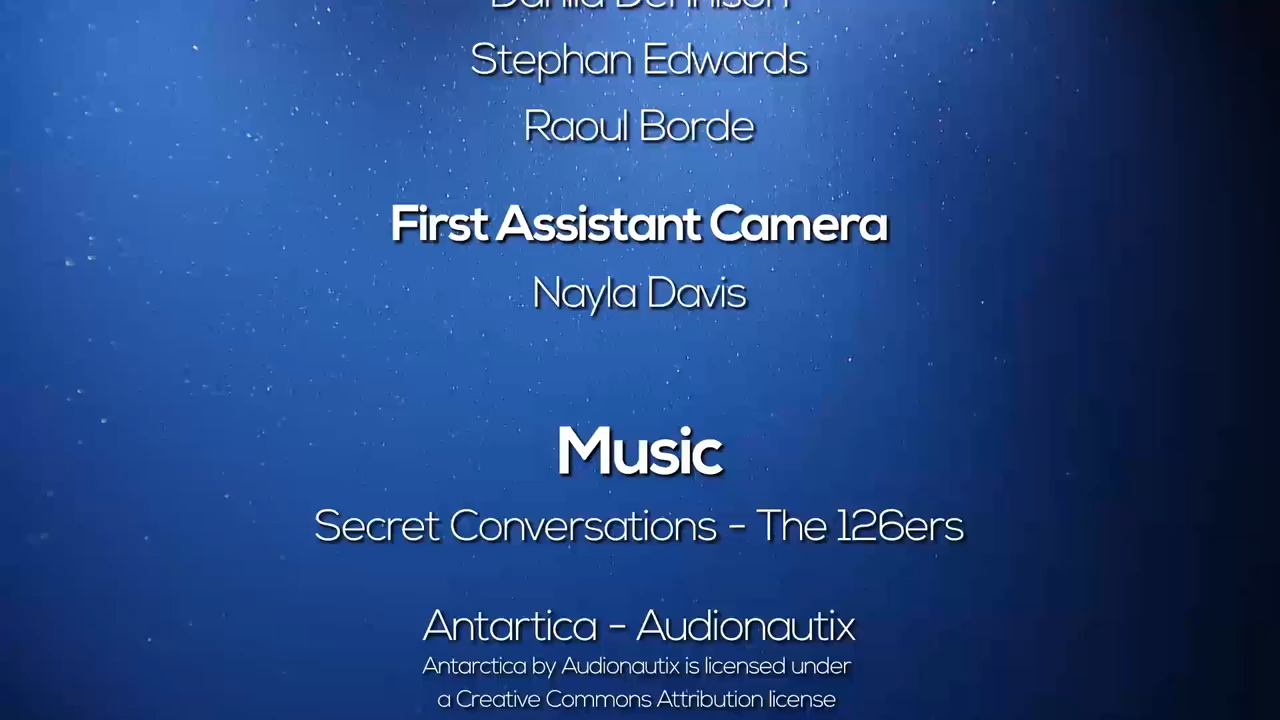 Stephan Edwards
Raoul Borde
First Assistant Camera
Nayla Davis
Music
Secret Conversations - The 126ers
Antartica - Audionautix
Antarctica by Audionautix is licensed under
a Creative Commons Attribution license